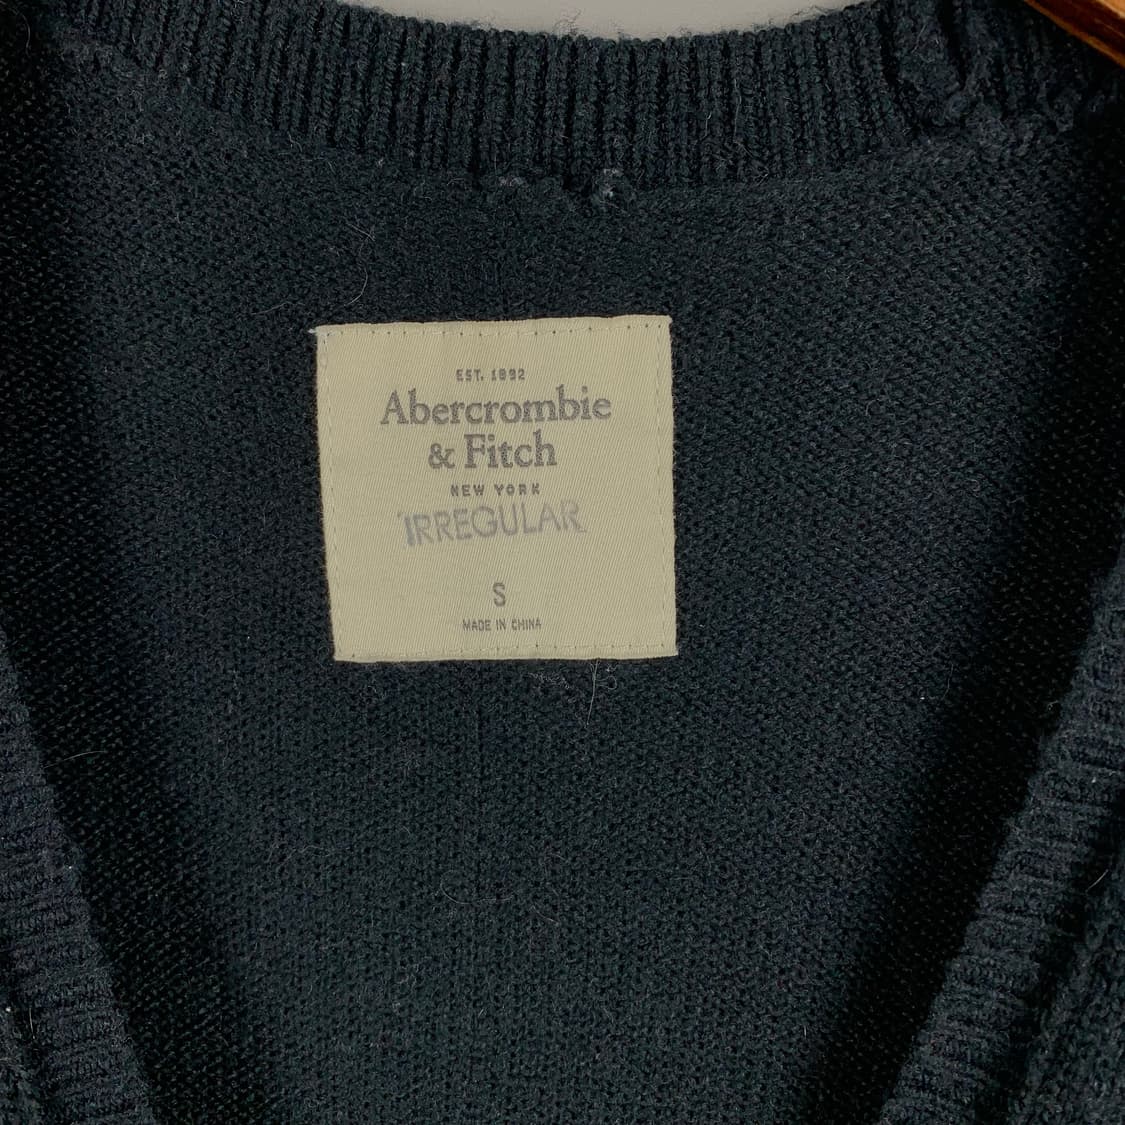 EST. 1892
Abercrombie
& Fitch
NEW YORK
IRREGULAR
S
MADE IN CHINA